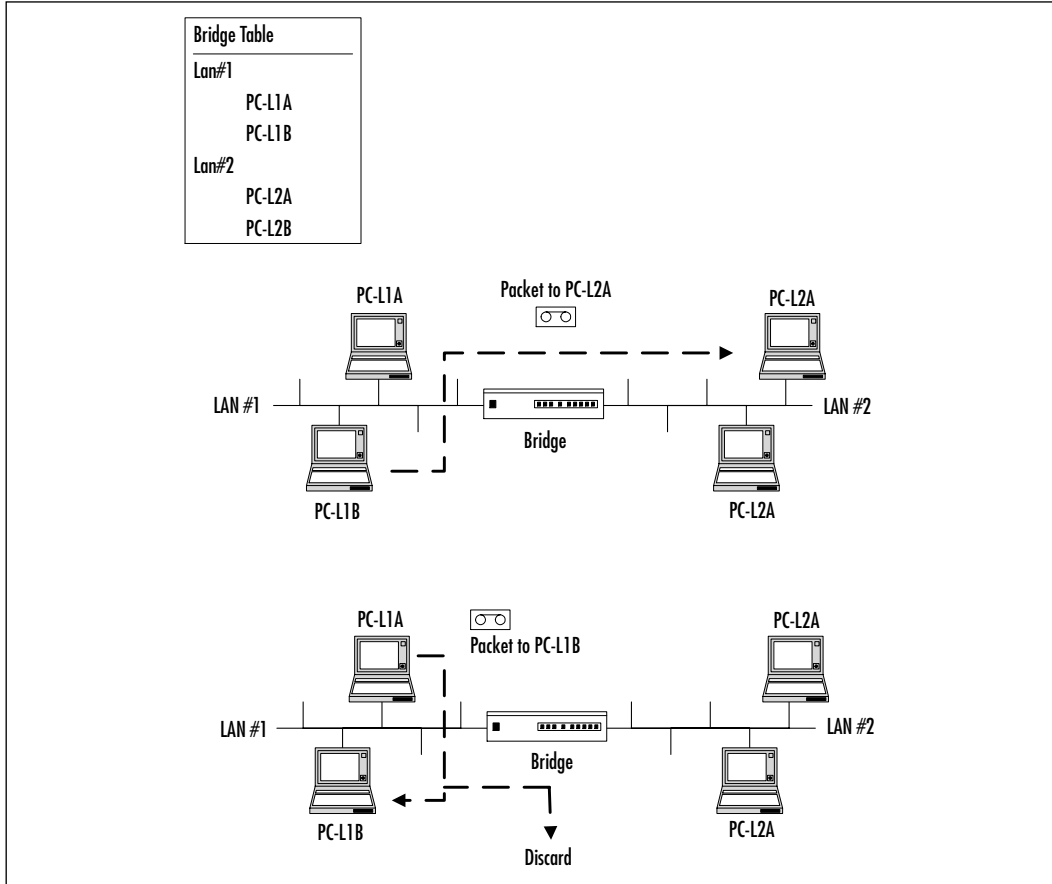 Bridge Table
Lan#1
PC-L1A
PC-L1B
Lan#2
PC-L2A
PC-L2B
PC-L1A
Packet to PC-L2A
PC-L2A
LAN #1
LAN #2
Bridge
PC-L1B
PC-L2A
PC-L1A
Packet to PC-L1B
PC-L2A
LAN #1
LAN #2
Bridge
PC-L1B
PC-L2A
Discard